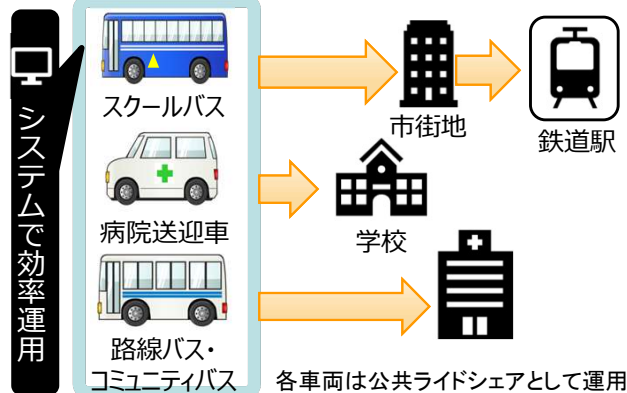 システムで効率運用
スクールバス
病院送迎車
路線バス・
コミュニティバス
市街地
鉄道駅
学校
各車両は公共ライドシェアとして運用